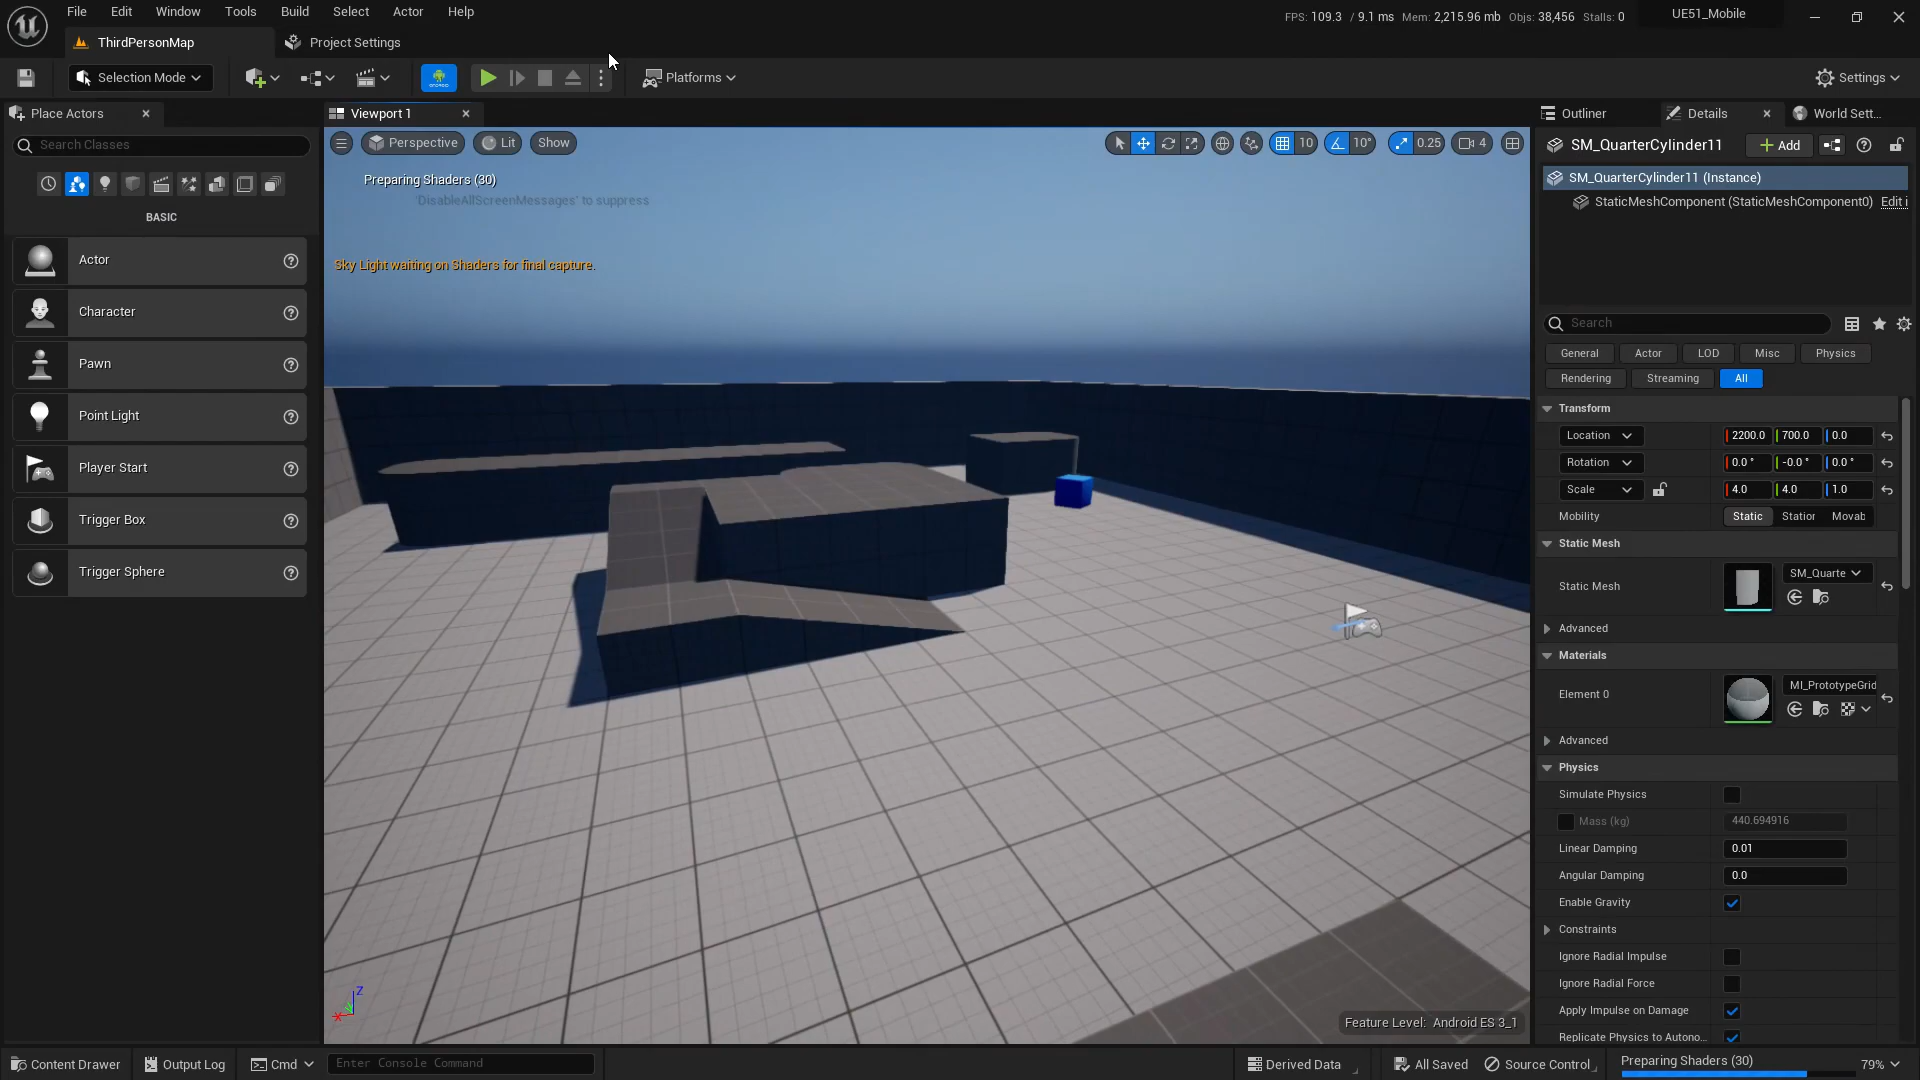 File Edit Window Tools Build Select Actor Help
FPS: 109.3 / 9.1 ms Mem: 2,215.96 mb Objs: 38,456 Stalls: 0
UE51_Mobile
ThirdPersonMap
Project Settings
Selection Mode
Platforms
Settings
Place Actors
Search Classes
BASIC
Actor
Character
Pawn
Point Light
Player Start
Trigger Box
Trigger Sphere
Viewport 1
Perspective
Lit
Show
10
10°
0.25
4
Preparing Shaders (30)
'DisableAllScreenMessages' to suppress
Sky Light waiting on Shaders for final capture.
Z
X
Feature Level: Android ES 3_1
Outliner
Details
World Sett...
SM_QuarterCylinder11
+ Add
SM_QuarterCylinder11 (Instance)
StaticMeshComponent (StaticMeshComponent0) Edit i
Search
General Actor LOD Misc Physics
Rendering Streaming All
Transform
Location 2200.0 700.0 0.0
Rotation 0.0 ° -0.0 ° 0.0 °
Scale 4.0 4.0 1.0
Mobility Static Station Movab
Static Mesh
Static Mesh SM_Quarte
Advanced
Materials
Element 0 MI_PrototypeGrid
Advanced
Physics
Simulate Physics
Mass (kg) 440.694916
Linear Damping 0.01
Angular Damping 0.0
Enable Gravity
Constraints
Ignore Radial Impulse
Ignore Radial Force
Apply Impulse on Damage
Replicate Physics to Autono...
Content Drawer
Output Log
Cmd
Enter Console Command
Derived Data
All Saved
Source Control
Preparing Shaders (30)
79%